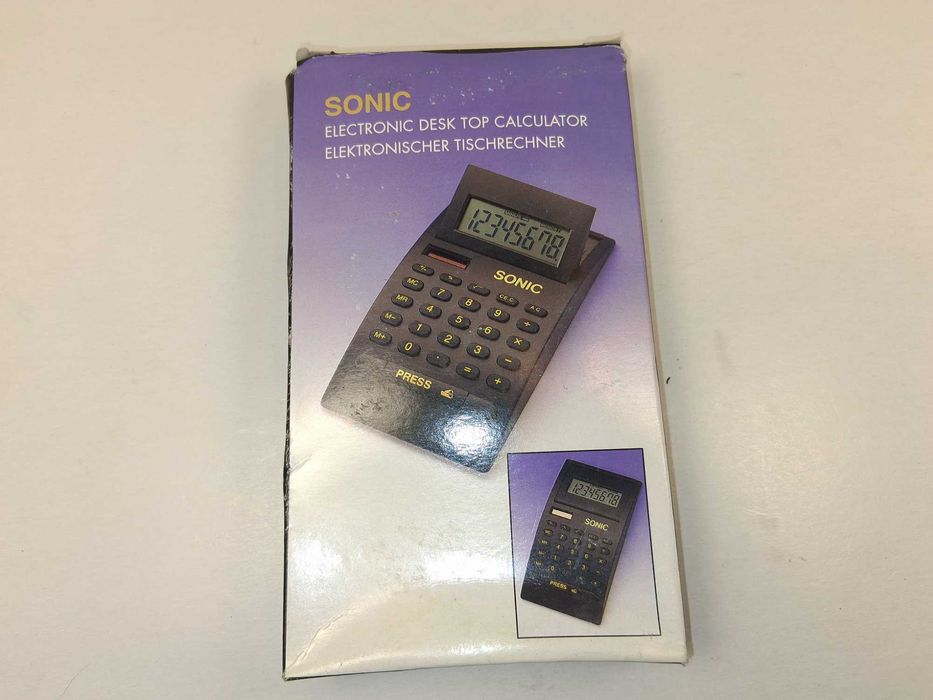 SONIC
ELECTRONIC DESK TOP CALCULATOR
ELEKTRONISCHER TISCHRECHNER
12345678
SONIC
% √ CE.C A.C
MC 7 8 9 ÷
MR 4 5 6 ×
M- 1 2 3 -
M+ 0 . = +
PRESS
12345678
SONIC
PRESS